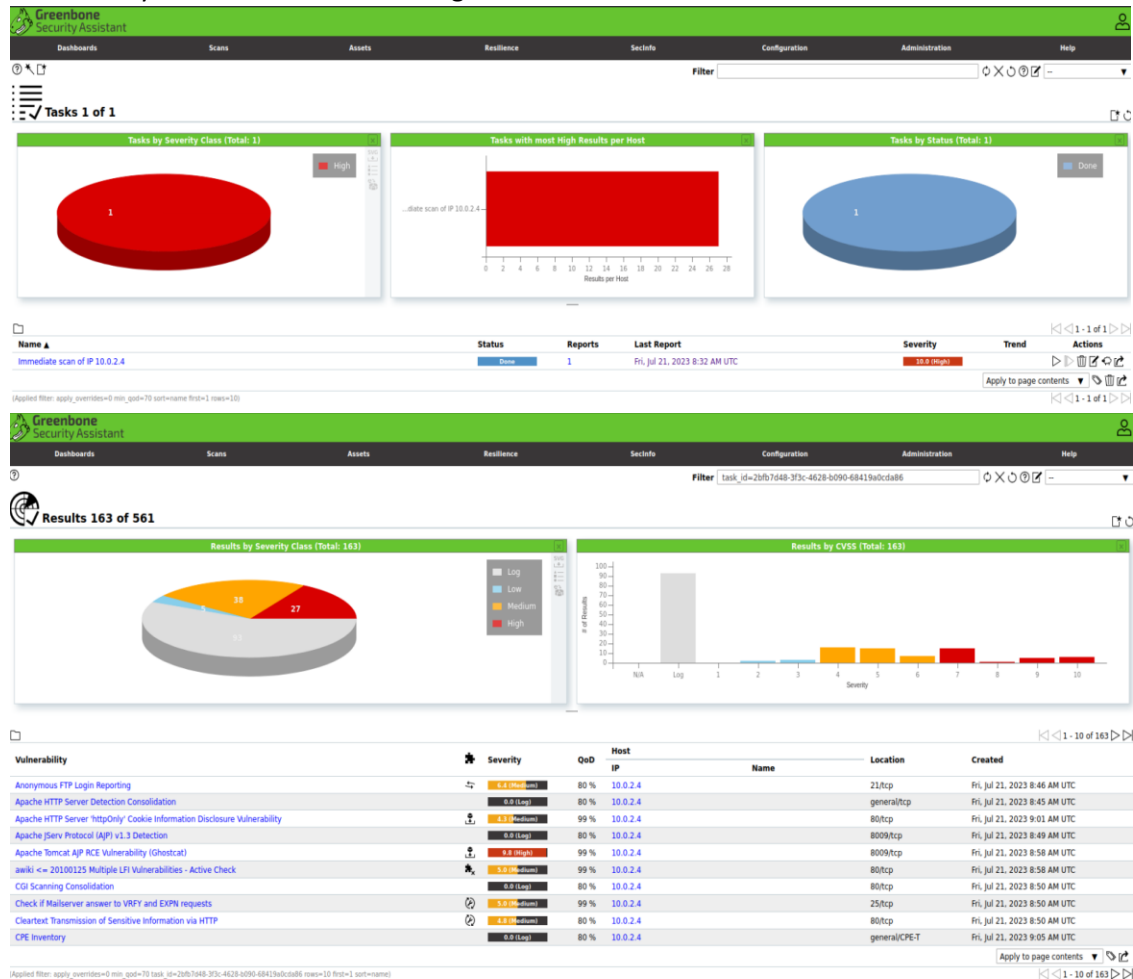 Greenbone
Security Assistant
Dashboards Scans Assets Resilience SecInfo Configuration Administration Help
Filter --
Tasks 1 of 1
Tasks by Severity Class (Total: 1)
High
1
Tasks with most High Results per Host
...diate scan of IP 10.0.2.4
0 2 4 6 8 10 12 14 16 18 20 22 24 26 28
Results per Host
Tasks by Status (Total: 1)
Done
1
1 - 1 of 1
Name ▲ Status Reports Last Report Severity Trend Actions
Immediate scan of IP 10.0.2.4 Done 1 Fri, Jul 21, 2023 8:32 AM UTC 10.0 (High)
Apply to page contents ▼
(Applied filter: apply_overrides=0 min_qod=70 sort=name first=1 rows=10) 1 - 1 of 1
Greenbone
Security Assistant
Dashboards Scans Assets Resilience SecInfo Configuration Administration Help
Filter task_id=2bfb7d48-3f3c-4628-b090-68419a0cda86 --
Results 163 of 561
Results by Severity Class (Total: 163)
Log
Low
Medium
High
38
27
5
93
Results by CVSS (Total: 163)
# of Results
100
90
80
70
60
50
40
30
20
10
0
N/A Log 1 2 3 4 5 6 7 8 9 10
Severity
1 - 10 of 163
Vulnerability Severity QoD Host Location Created
IP Name
Anonymous FTP Login Reporting 6.4 (Medium) 80 % 10.0.2.4 21/tcp Fri, Jul 21, 2023 8:46 AM UTC
Apache HTTP Server Detection Consolidation 0.0 (Log) 80 % 10.0.2.4 general/tcp Fri, Jul 21, 2023 8:45 AM UTC
Apache HTTP Server 'httpOnly' Cookie Information Disclosure Vulnerability 4.3 (Medium) 99 % 10.0.2.4 80/tcp Fri, Jul 21, 2023 9:01 AM UTC
Apache JServ Protocol (AJP) v1.3 Detection 0.0 (Log) 80 % 10.0.2.4 8009/tcp Fri, Jul 21, 2023 8:49 AM UTC
Apache Tomcat AJP RCE Vulnerability (Ghostcat) 9.8 (High) 99 % 10.0.2.4 8009/tcp Fri, Jul 21, 2023 8:58 AM UTC
awiki <= 20100125 Multiple LFI Vulnerabilities - Active Check 5.0 (Medium) 99 % 10.0.2.4 80/tcp Fri, Jul 21, 2023 8:58 AM UTC
CGI Scanning Consolidation 0.0 (Log) 80 % 10.0.2.4 80/tcp Fri, Jul 21, 2023 8:50 AM UTC
Check if Mailserver answer to VRFY and EXPN requests 5.0 (Medium) 99 % 10.0.2.4 25/tcp Fri, Jul 21, 2023 8:50 AM UTC
Cleartext Transmission of Sensitive Information via HTTP 4.8 (Medium) 80 % 10.0.2.4 80/tcp Fri, Jul 21, 2023 8:50 AM UTC
CPE Inventory 0.0 (Log) 80 % 10.0.2.4 general/CPE-T Fri, Jul 21, 2023 9:05 AM UTC
Apply to page contents ▼
(Applied filter: apply_overrides=0 min_qod=70 task_id=2bfb7d48-3f3c-4628-b090-68419a0cda86 rows=10 first=1 sort=name) 1 - 10 of 163